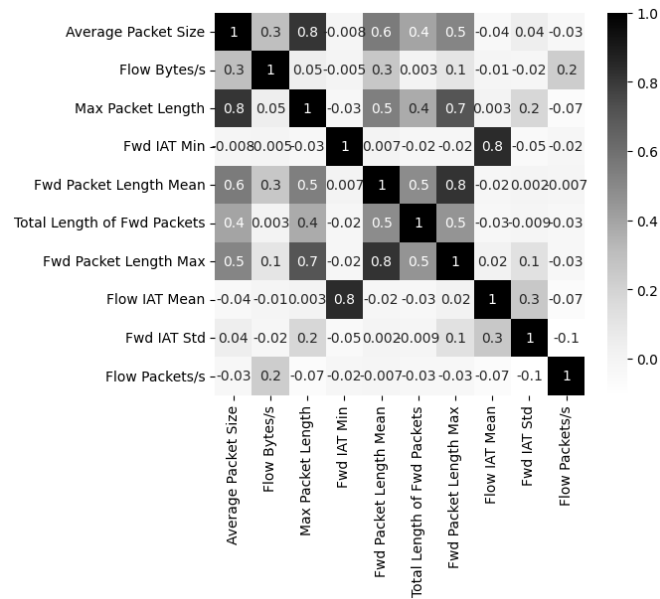 Average Packet Size 1 0.3 0.8 -0.008 0.6 0.4 0.5 -0.04 0.04 -0.03
Flow Bytes/s 0.3 1 0.05 -0.005 0.3 0.003 0.1 -0.01 -0.02 0.2
Max Packet Length 0.8 0.05 1 -0.03 0.5 0.4 0.7 0.003 0.2 -0.07
Fwd IAT Min -0.008 -0.005 -0.03 1 0.007 -0.02 -0.02 0.8 -0.05 -0.02
Fwd Packet Length Mean 0.6 0.3 0.5 0.007 1 0.5 0.8 -0.02 0.002 -0.007
Total Length of Fwd Packets 0.4 0.003 0.4 -0.02 0.5 1 0.5 -0.03 -0.009 -0.03
Fwd Packet Length Max 0.5 0.1 0.7 -0.02 0.8 0.5 1 0.02 0.1 -0.03
Flow IAT Mean -0.04 -0.01 0.003 0.8 -0.02 -0.03 0.02 1 0.3 -0.07
Fwd IAT Std 0.04 -0.02 0.2 -0.05 0.002 -0.009 0.1 0.3 1 -0.1
Flow Packets/s -0.03 0.2 -0.07 -0.02 -0.007 -0.03 -0.03 -0.07 -0.1 1
Average Packet Size
Flow Bytes/s
Max Packet Length
Fwd IAT Min
Fwd Packet Length Mean
Total Length of Fwd Packets
Fwd Packet Length Max
Flow IAT Mean
Fwd IAT Std
Flow Packets/s
1.0
0.8
0.6
0.4
0.2
0.0